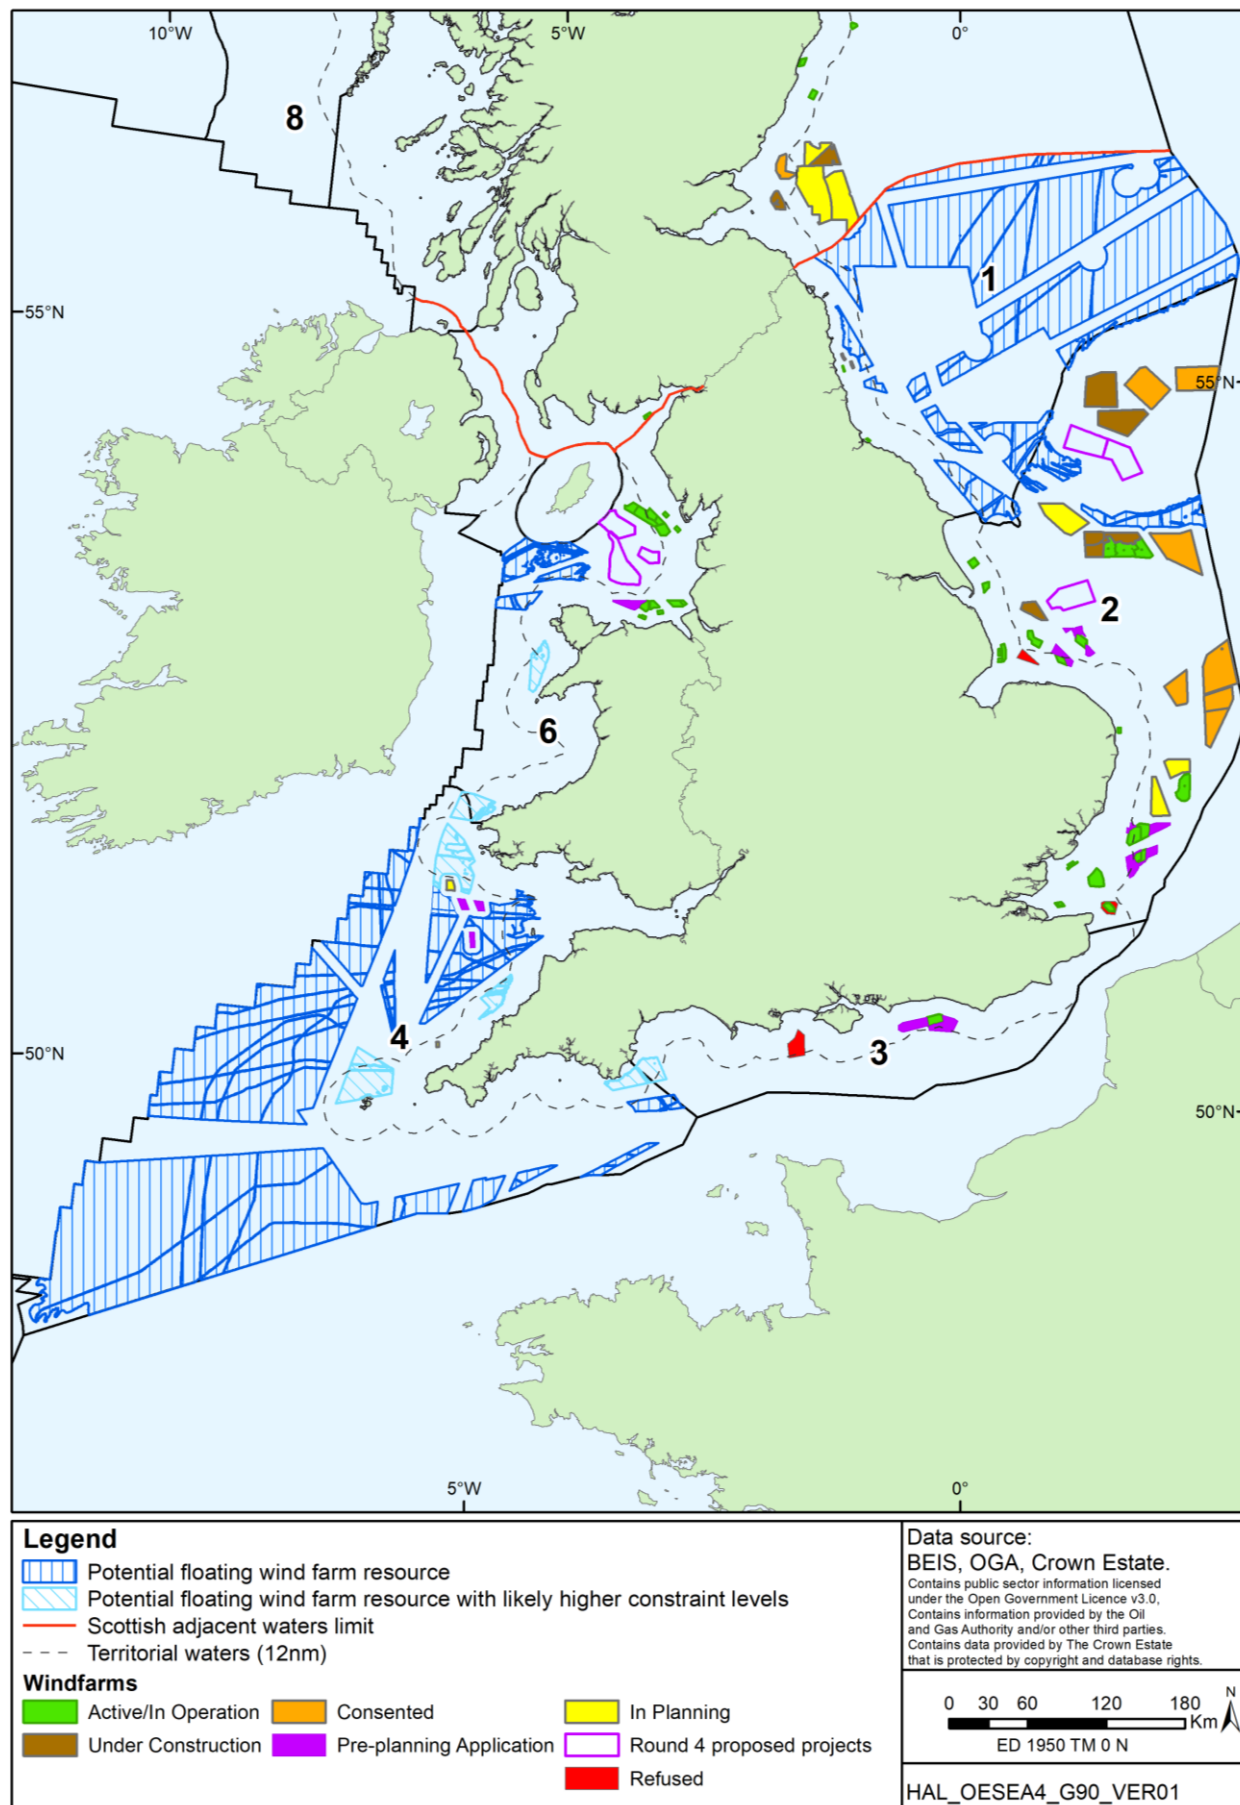 10°W
5°W
0°
8
1
55°N
55°N
2
6
4
3
50°N
50°N
5°W
0°
Legend
Potential floating wind farm resource
Potential floating wind farm resource with likely higher constraint levels
Scottish adjacent waters limit
Territorial waters (12nm)
Windfarms
Active/In Operation
Consented
In Planning
Under Construction
Pre-planning Application
Round 4 proposed projects
Refused
Data source:
BEIS, OGA, Crown Estate.
Contains public sector information licensed
under the Open Government Licence v3.0,
Contains information provided by the Oil
and Gas Authority and/or other third parties.
Contains data provided by The Crown Estate
that is protected by copyright and database rights.
0 30 60 120 180
Km
N
ED 1950 TM 0 N
HAL_OESEA4_G90_VER01